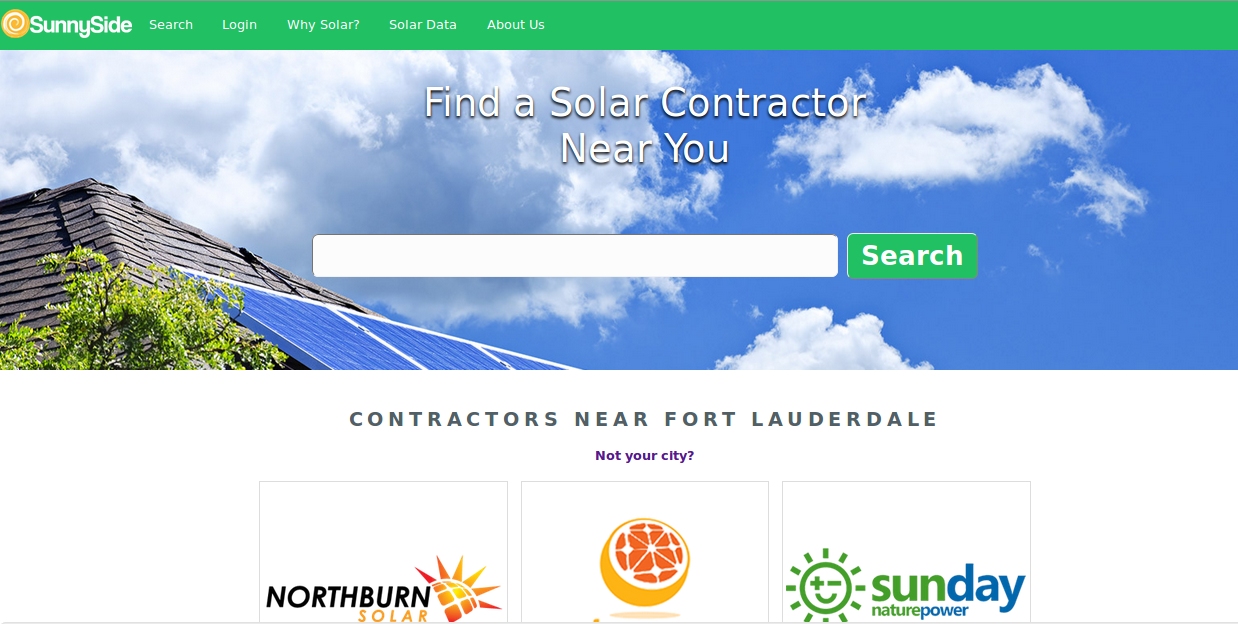 SunnySide Search Login Why Solar? Solar Data About Us
Find a Solar Contractor
Near You
Search
CONTRACTORS NEAR FORT LAUDERDALE
Not your city?
NORTHBURN
SOLAR
sunday
naturepower